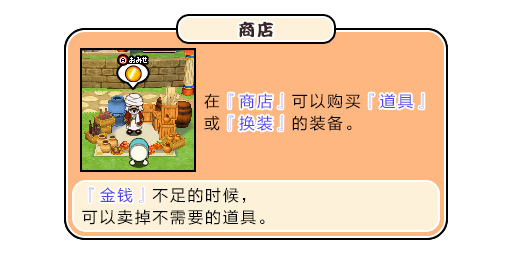 商店
おみせ
在『商店』可以购买『道具』
或『换装』的装备。
『金钱』不足的时候，
可以卖掉不需要的道具。